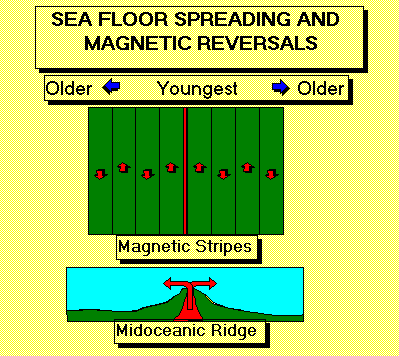 SEA FLOOR SPREADING AND
MAGNETIC REVERSALS
Older Youngest Older
Magnetic Stripes
Midoceanic Ridge